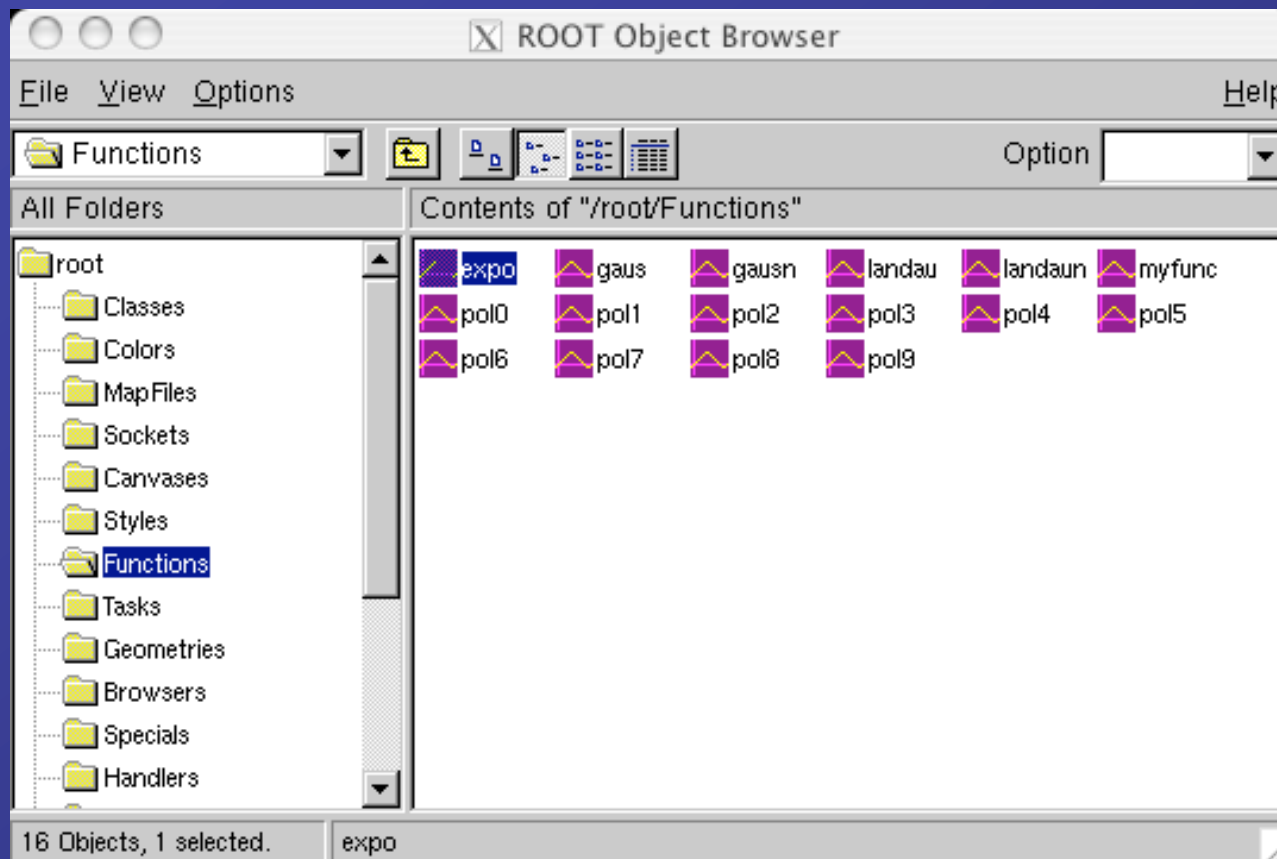 ROOT Object Browser
File View Options Help
Functions Option
All Folders
Contents of "/root/Functions"
root
Classes
Colors
MapFiles
Sockets
Canvases
Styles
Functions
Tasks
Geometries
Browsers
Specials
Handlers
expo gaus gausn landau landaun myfunc
pol0 pol1 pol2 pol3 pol4 pol5
pol6 pol7 pol8 pol9
16 Objects, 1 selected.
expo